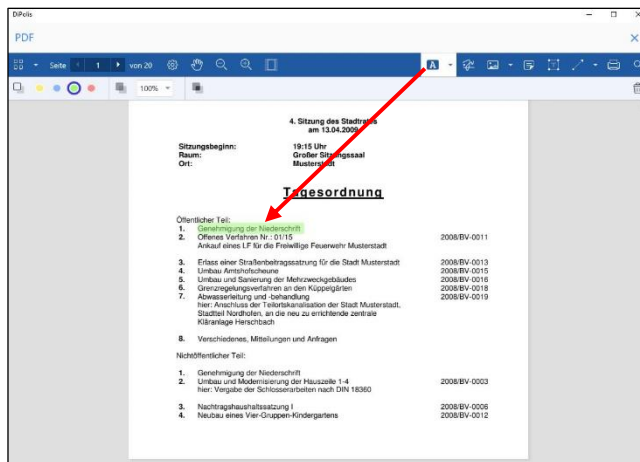 DiPolis
PDF
Seite 1 von 20
A
100%
4. Sitzung des Stadtrates
am 13.04.2009
Sitzungsbeginn: 19:15 Uhr
Raum: Großer Sitzungssaal
Ort: Musterstadt
Tagesordnung
Öffentlicher Teil:
1. Genehmigung der Niederschrift
2. Offenes Verfahren Nr.: 01/15 2008/BV-0011
Ankauf eines LF für die Freiwillige Feuerwehr Musterstadt
3. Erlass einer Straßenbeitragssatzung für die Stadt Musterstadt 2008/BV-0013
4. Umbau Amtshofscheune 2008/BV-0015
5. Umbau und Sanierung der Mehrzweckgebäudes 2008/BV-0016
6. Grenzregelungsverfahren an den Küppelgärten 2008/BV-0018
7. Abwasserleitung und -behandlung 2008/BV-0019
hier: Anschluss der Teilortskanalisation der Stadt Musterstadt,
Stadtteil Nordhofen, an die neu zu errichtende zentrale
Kläranlage Herschbach
8. Verschiedenes, Mitteilungen und Anfragen
Nichtöffentlicher Teil:
1. Genehmigung der Niederschrift
2. Umbau und Modernisierung der Hauszeile 1-4 2008/BV-0003
hier: Vergabe der Schlosserarbeiten nach DIN 18360
3. Nachtragshaushaltssatzung I 2008/BV-0006
4. Neubau eines Vier-Gruppen-Kindergartens 2008/BV-0012